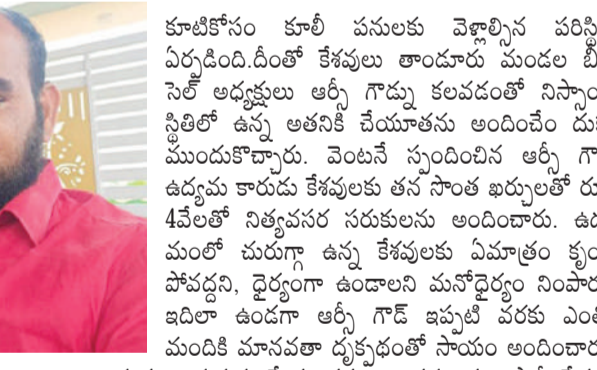 కూటికోసం కూలీ పనులకు వెళ్లాల్సిన
ఏర్పడింది.దీంతో కేశవులు తాండూరు మండల
సెల్ అధ్యక్షులు ఆర్సీ గౌడ్ను కలవడంతో
స్థితిలో ఉన్న అతనికి చేయూతను అందించేం
ముందుకొచ్చారు. వెంటనే స్పందించిన ఆర్సీ
ఉద్యమ కారుడు కేశవులకు తన సొంత ఖర్చులతో
4వేలతో నిత్యవసర సరుకులను అందించారు.
మంలో చురుగ్గా ఉన్న కేశవులకు ఏమాత్రం
పోవద్దని, ధైర్యంగా ఉండాలని మనోధైర్యం
ఇదిలా ఉండగా ఆర్సీ గౌడ్ ఇప్పటి వరకు
మందికి మానవతా దృక్పథంతో సాయం